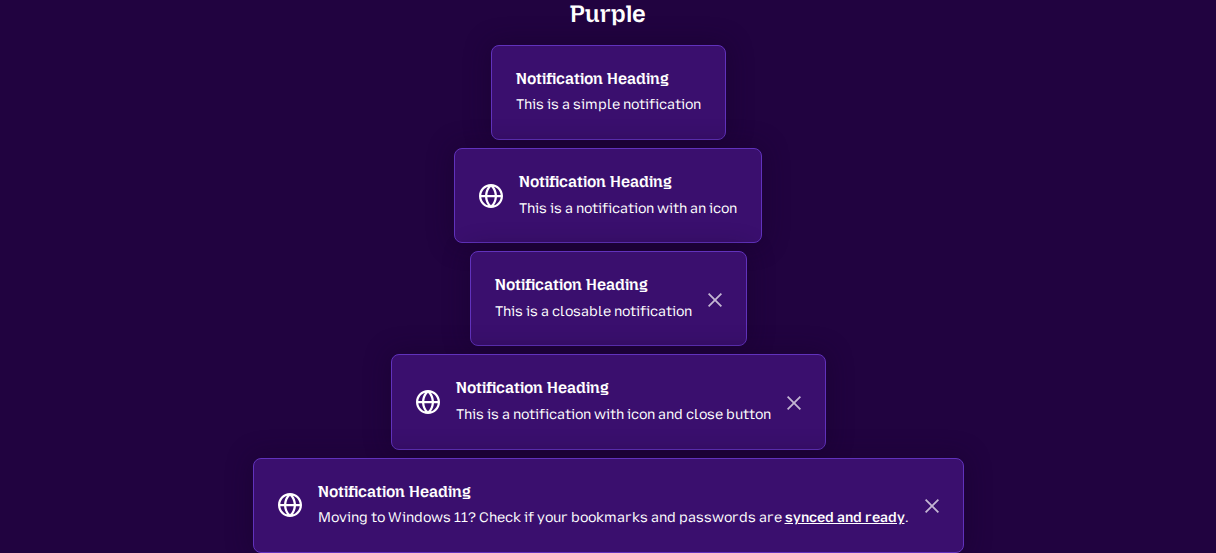 Purple
Notification Heading
This is a simple notification
Notification Heading
This is a notification with an icon
Notification Heading
This is a closable notification
Notification Heading
This is a notification with icon and close button
Notification Heading
Moving to Windows 11? Check if your bookmarks and passwords are synced and ready.